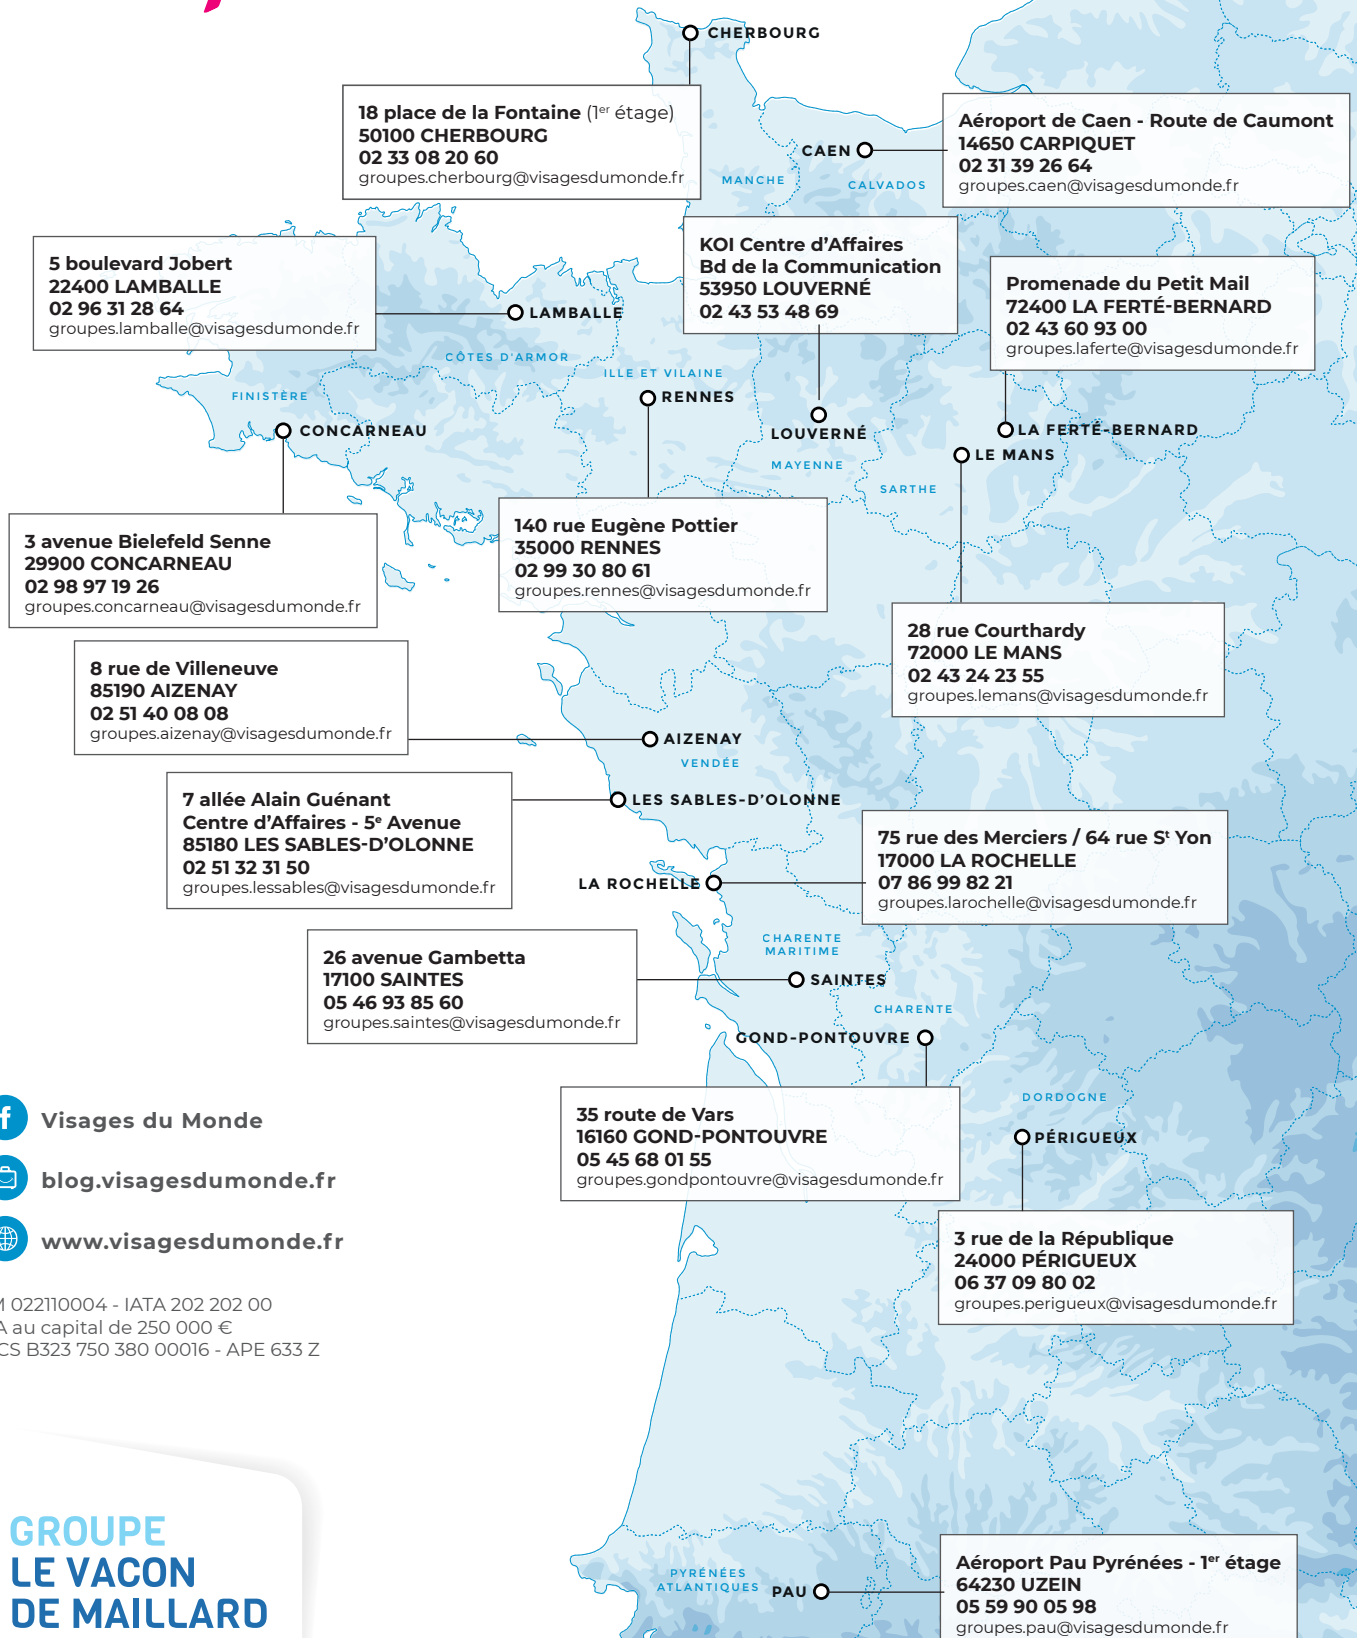 CHERBOURG
18 place de la Fontaine (1er étage)
50100 CHERBOURG
02 33 08 20 60
groupes.cherbourg@visagesdumonde.fr
Aéroport de Caen - Route de Caumont
14650 CARPIQUET
02 31 39 26 64
groupes.caen@visagesdumonde.fr
CAEN
MANCHE
CALVADOS
5 boulevard Jobert
22400 LAMBALLE
02 96 31 28 64
groupes.lamballe@visagesdumonde.fr
LAMBALLE
KOI Centre d'Affaires
Bd de la Communication
53950 LOUVERNÉ
02 43 53 48 69
Promenade du Petit Mail
72400 LA FERTÉ-BERNARD
02 43 60 93 00
groupes.laferte@visagesdumonde.fr
CÔTES D'ARMOR
ILLE ET VILAINE
FINISTÈRE
RENNES
CONCARNEAU
LOUVERNÉ
LA FERTÉ-BERNARD
LE MANS
MAYENNE
SARTHE
3 avenue Bielefeld Senne
29900 CONCARNEAU
02 98 97 19 26
groupes.concarneau@visagesdumonde.fr
140 rue Eugène Pottier
35000 RENNES
02 99 30 80 61
groupes.rennes@visagesdumonde.fr
28 rue Courthardy
72000 LE MANS
02 43 24 23 55
groupes.lemans@visagesdumonde.fr
8 rue de Villeneuve
85190 AIZENAY
02 51 40 08 08
groupes.aizenay@visagesdumonde.fr
AIZENAY
VENDÉE
7 allée Alain Guénant
Centre d'Affaires - 5e Avenue
85180 LES SABLES-D'OLONNE
02 51 32 31 50
groupes.lessables@visagesdumonde.fr
LES SABLES-D'OLONNE
75 rue des Merciers / 64 rue St Yon
17000 LA ROCHELLE
07 86 99 82 21
groupes.larochelle@visagesdumonde.fr
LA ROCHELLE
26 avenue Gambetta
17100 SAINTES
05 46 93 85 60
groupes.saintes@visagesdumonde.fr
CHARENTE
MARITIME
SAINTES
CHARENTE
GOND-PONTOUVRE
35 route de Vars
16160 GOND-PONTOUVRE
05 45 68 01 55
groupes.gondpontouvre@visagesdumonde.fr
DORDOGNE
PÉRIGUEUX
3 rue de la République
24000 PÉRIGUEUX
06 37 09 80 02
groupes.perigueux@visagesdumonde.fr
f Visages du Monde
blog.visagesdumonde.fr
www.visagesdumonde.fr
022110004 - IATA 202 202 00
au capital de 250 000 €
B323 750 380 00016 - APE 633 Z
GROUPE
LE VACON
DE MAILLARD
PYRÉNÉES
ATLANTIQUES
PAU
Aéroport Pau Pyrénées - 1er étage
64230 UZEIN
05 59 90 05 98
groupes.pau@visagesdumonde.fr